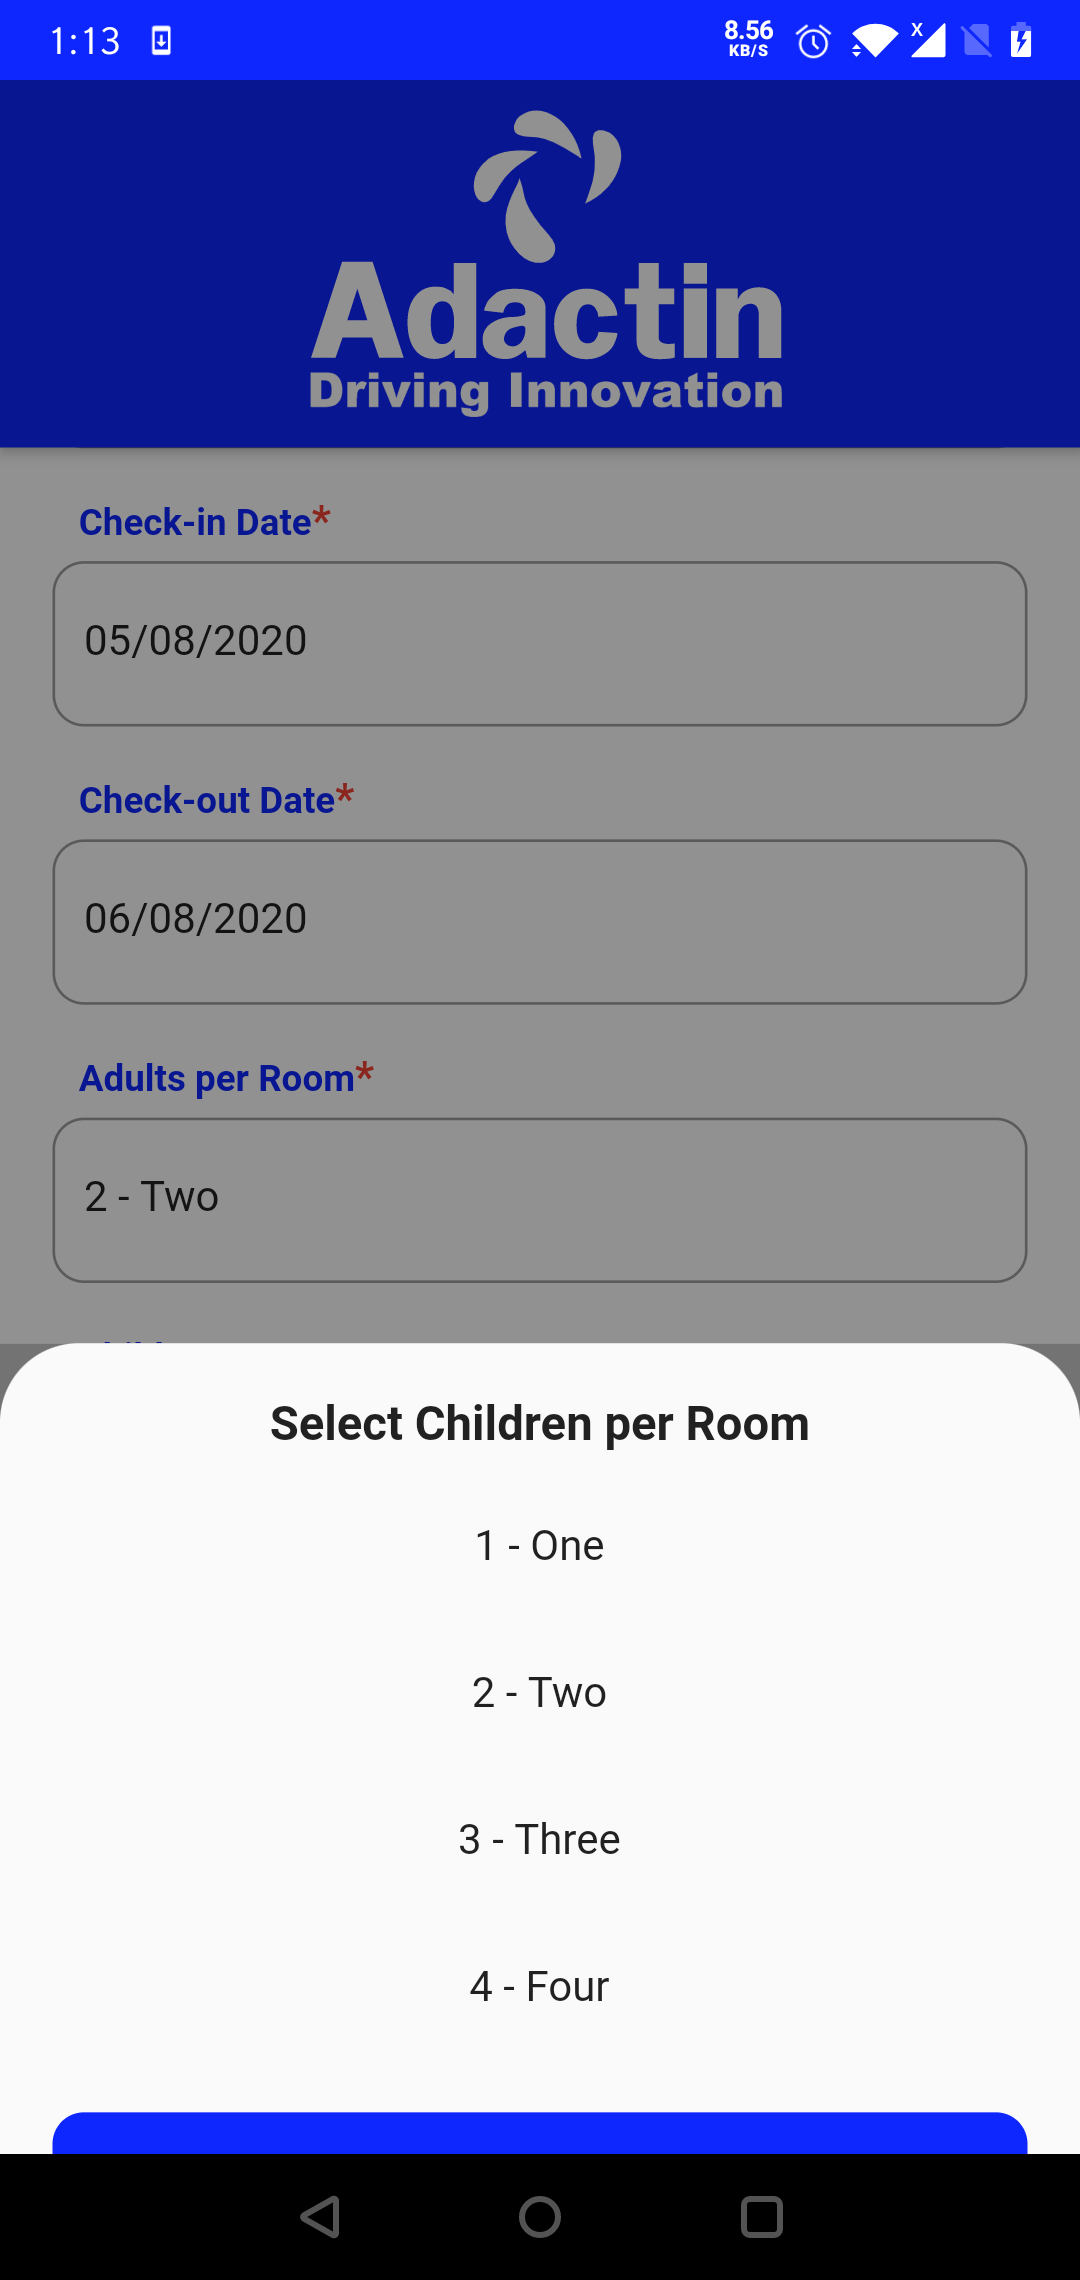 1:13
8.56
KB/S
X
Adactin
Driving Innovation
Check-in Date*
05/08/2020
Check-out Date*
06/08/2020
Adults per Room*
2 - Two
Select Children per Room
1 - One
2 - Two
3 - Three
4 - Four